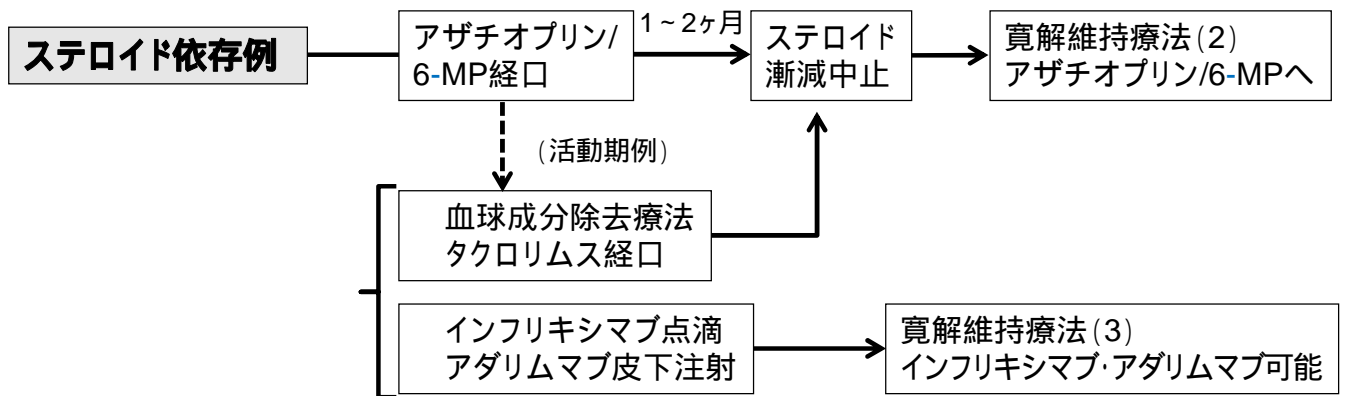 ステロイド依存例
アザチオプリン/
6-MP経口
1~2ヶ月
ステロイド
漸減中止
寛解維持療法(2)
アザチオプリン/6-MPへ
(活動期例)
血球成分除去療法
タクロリムス経口
インフリキシマブ点滴
アダリムマブ皮下注射
寛解維持療法(3)
インフリキシマブ・アダリムマブ可能